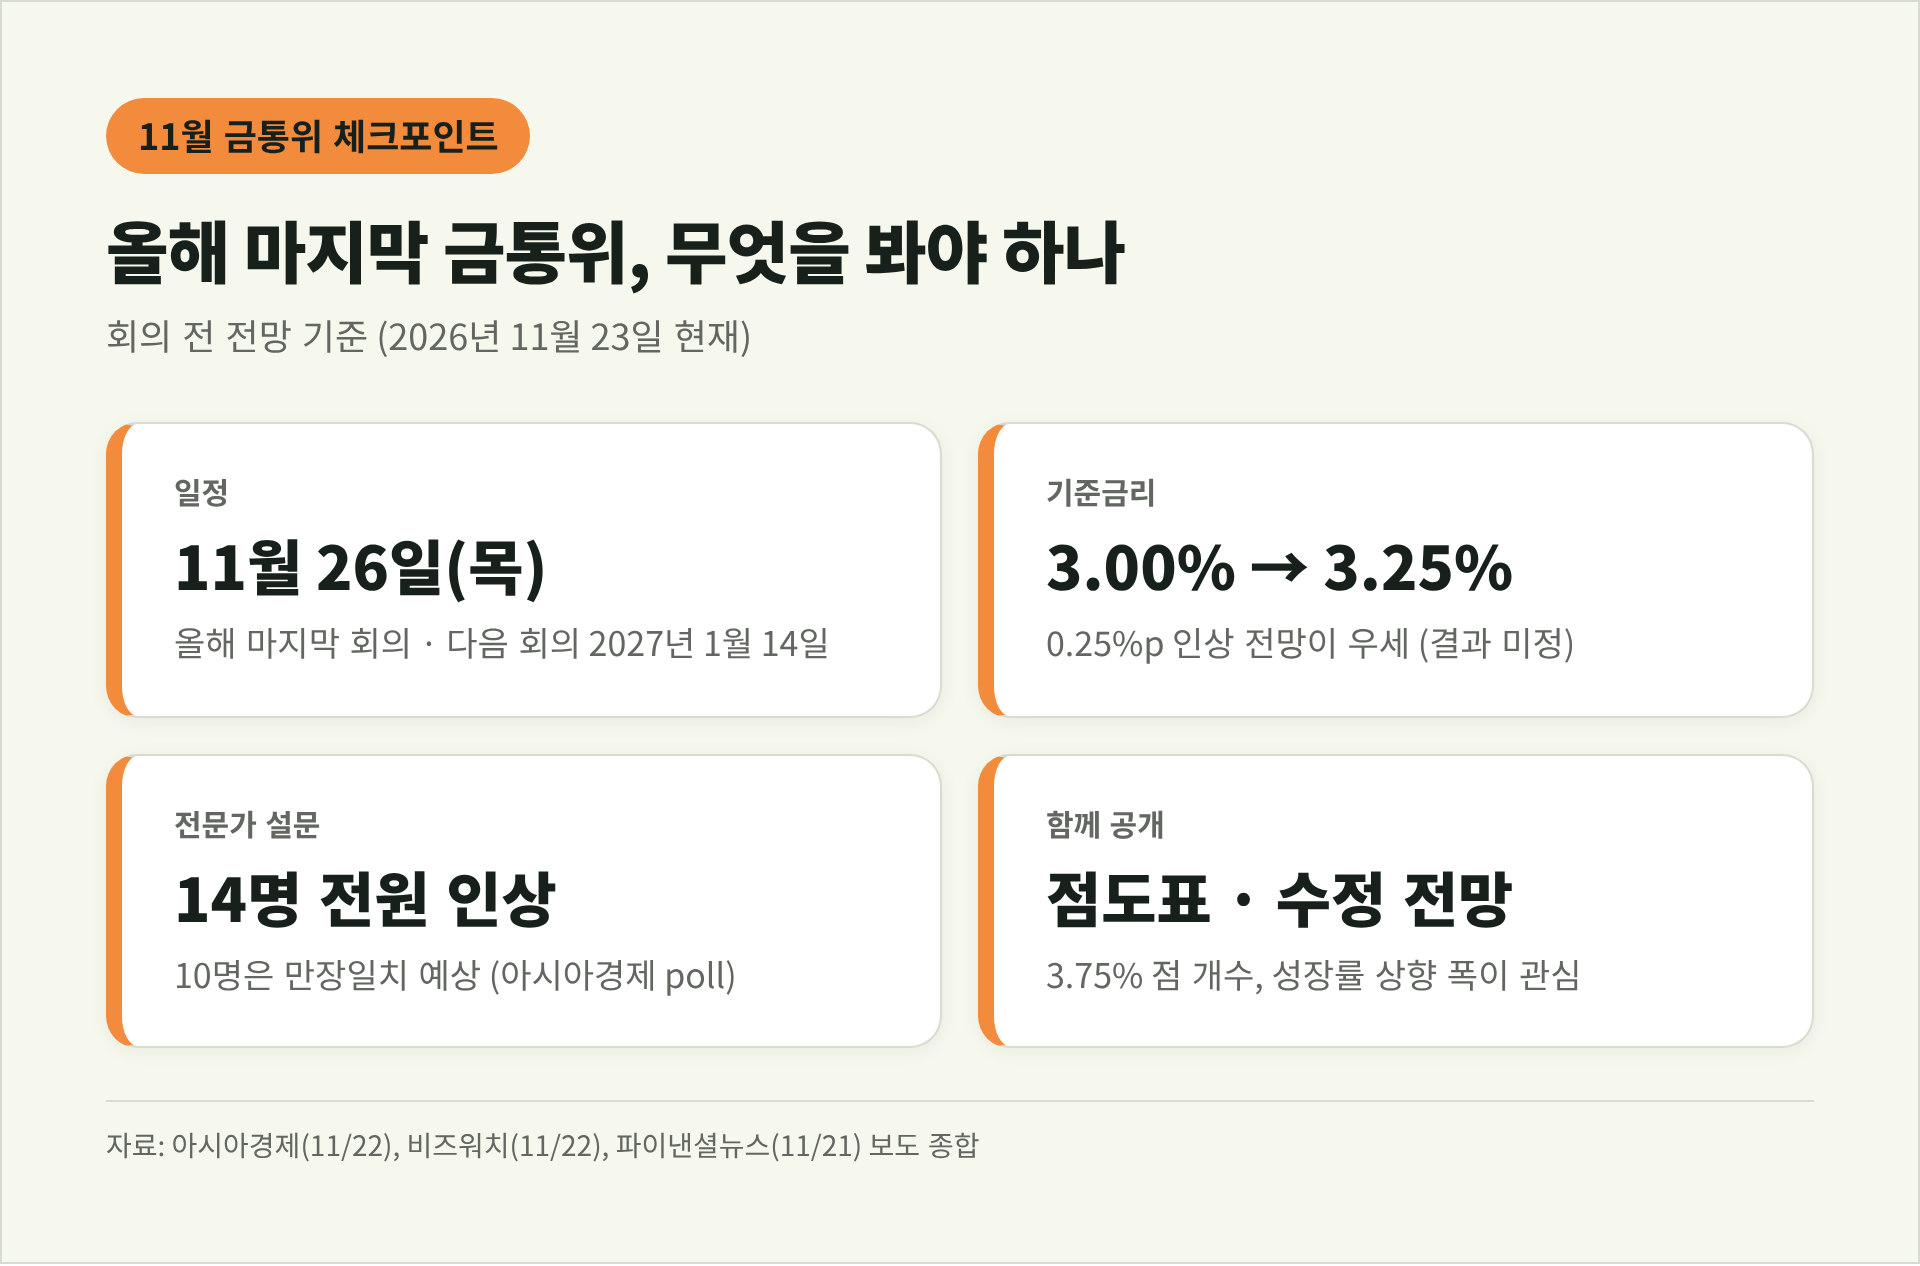 11월 금통위 체크포인트
올해 마지막 금통위, 무엇을 봐야 하나
회의 전 전망 기준 (2026년 11월 23일 현재)
일정
11월 26일(목)
올해 마지막 회의 · 다음 회의 2027년 1월 14일
기준금리
3.00% → 3.25%
0.25%p 인상 전망이 우세 (결과 미정)
전문가 설문
14명 전원 인상
10명은 만장일치 예상 (아시아경제 poll)
함께 공개
점도표 · 수정 전망
3.75% 점 개수, 성장률 상향 폭이 관심
자료: 아시아경제(11/22), 비즈워치(11/22), 파이낸셜뉴스(11/21) 보도 종합